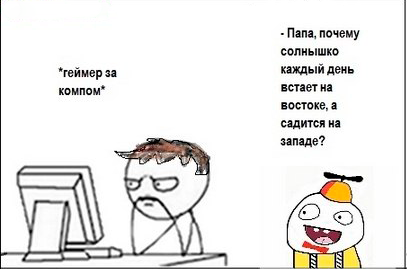 *геймер за
компом*
- Папа, почему
солнышко
каждый день
встает на
востоке, а
садится на
западе?